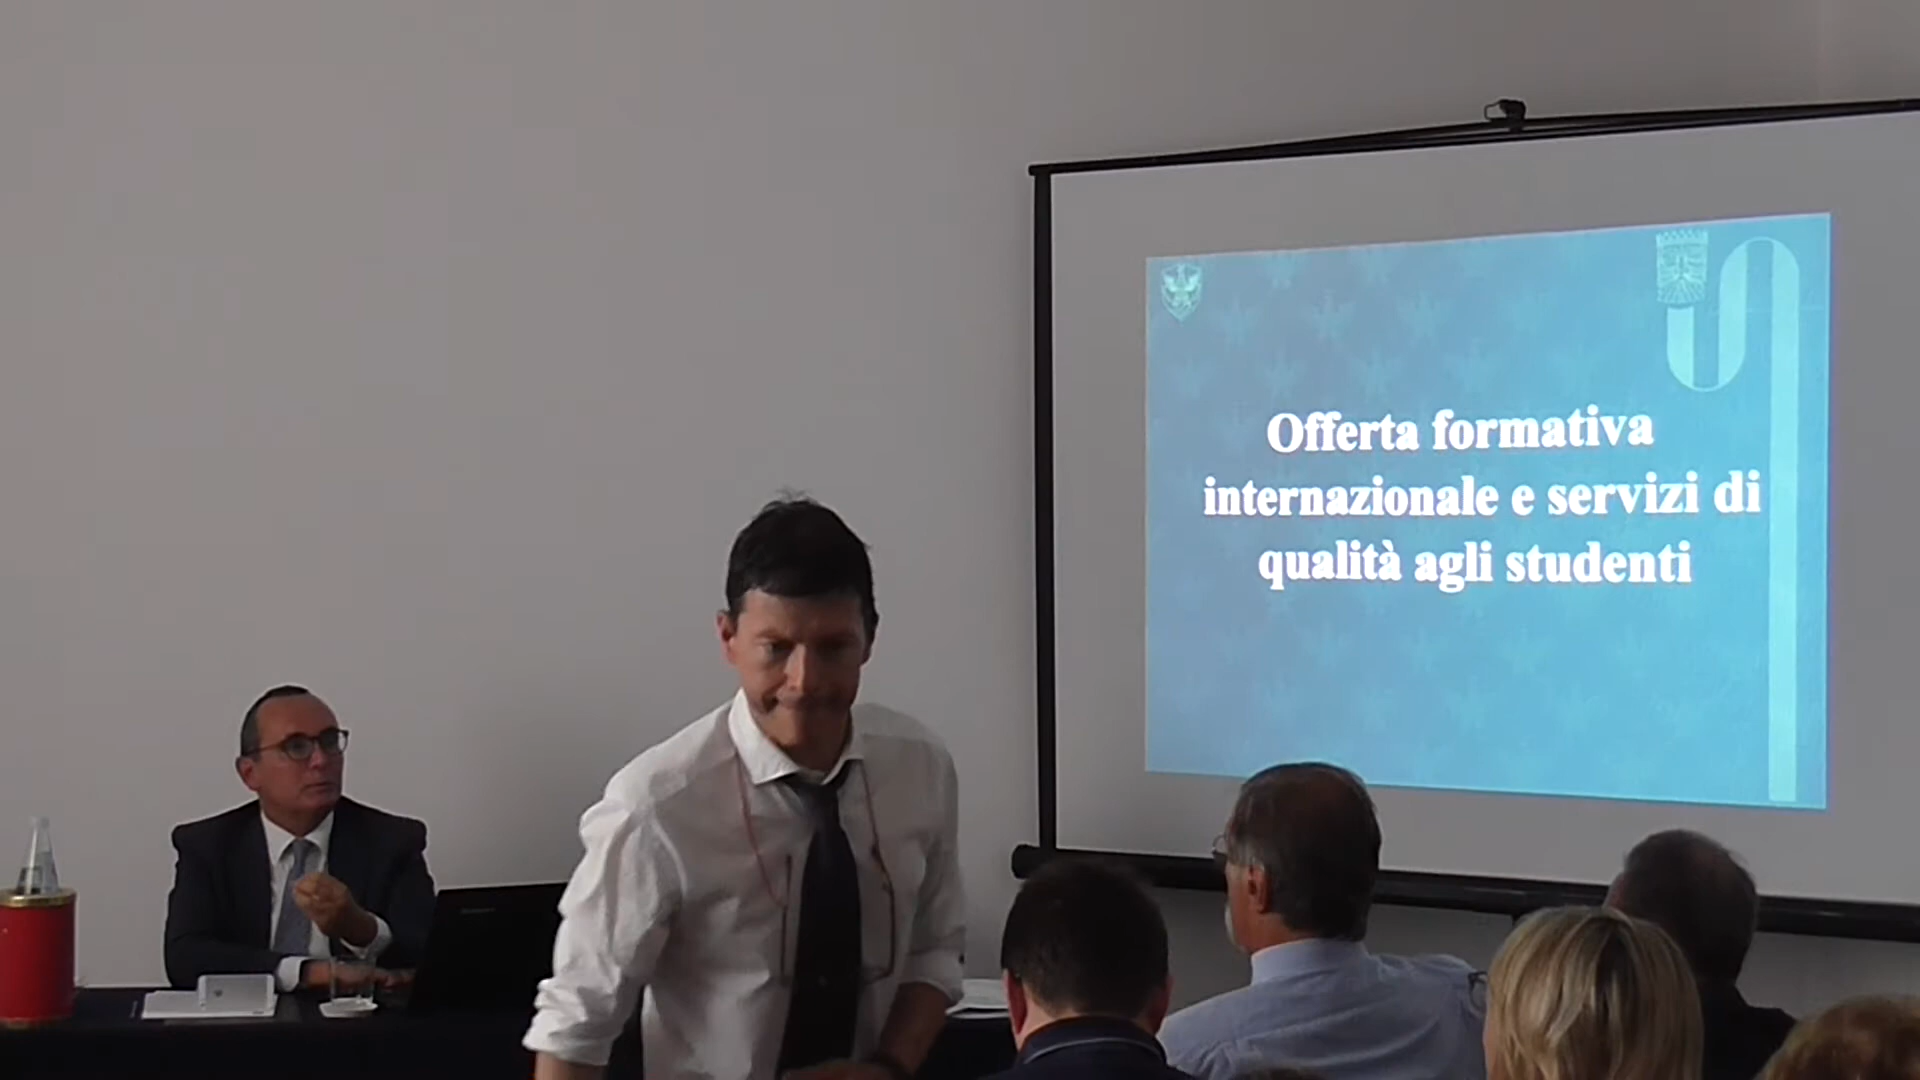 Offerta formativa
internazionale e servizi di
qualità agli studenti